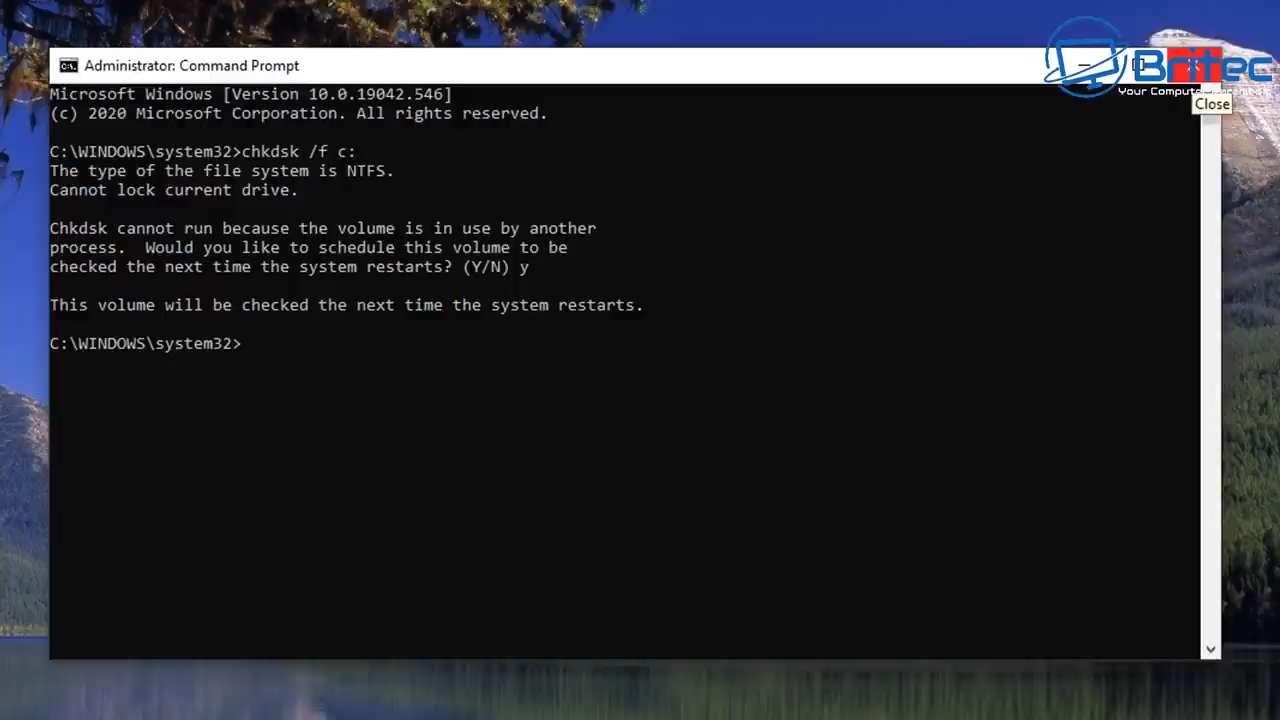 Britec
Your Compu
Administrator: Command Prompt
Close
Microsoft Windows [Version 10.0.19042.546]
(c) 2020 Microsoft Corporation. All rights reserved.
C:\WINDOWS\system32>chkdsk /f c:
The type of the file system is NTFS.
Cannot lock current drive.
Chkdsk cannot run because the volume is in use by another
process.  Would you like to schedule this volume to be
checked the next time the system restarts? (Y/N) y
This volume will be checked the next time the system restarts.
C:\WINDOWS\system32>